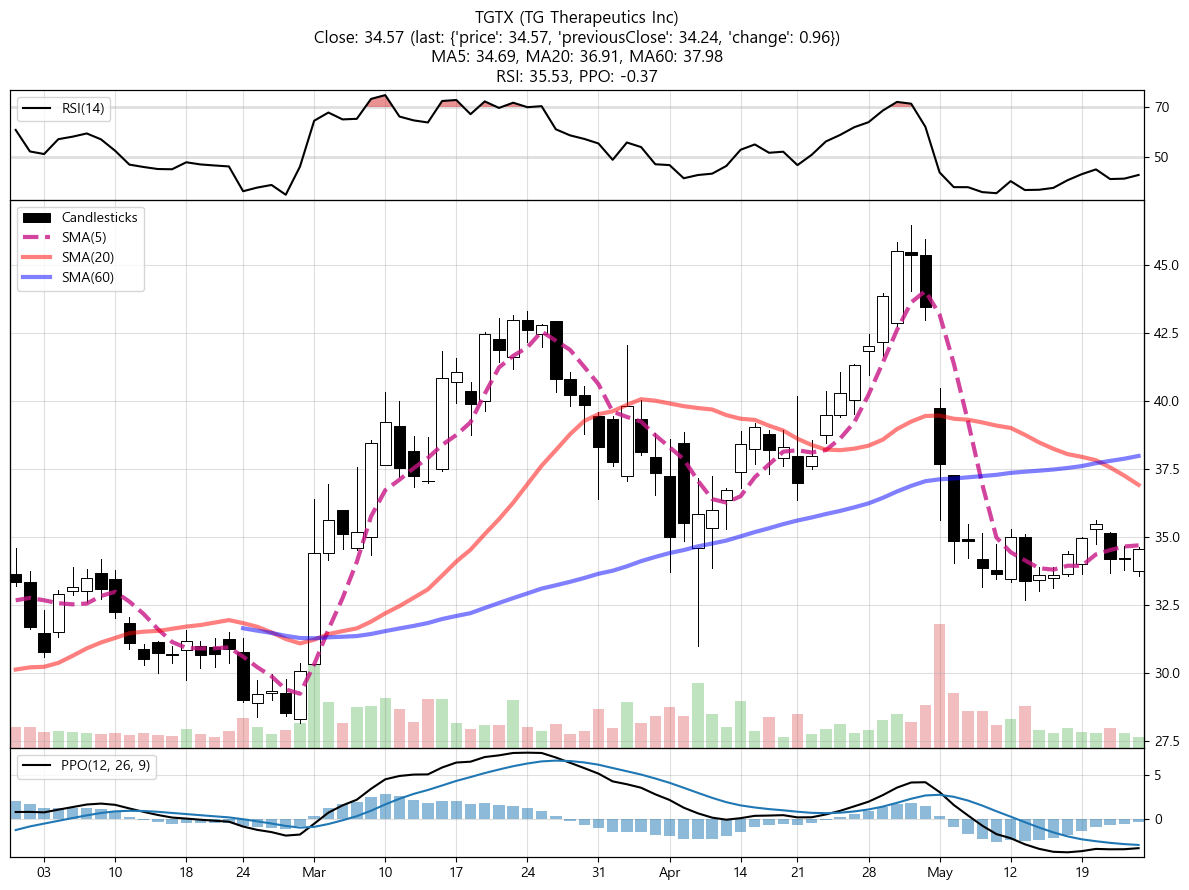 TGTX (TG Therapeutics Inc)
Close: 34.57 (last: {'price': 34.57, 'previousClose': 34.24, 'change': 0.96})
MA5: 34.69, MA20: 36.91, MA60: 37.98
RSI: 35.53, PPO: -0.37
RSI(14)
70
50
Candlesticks
SMA(5)
SMA(20)
SMA(60)
45.0
42.5
40.0
37.5
35.0
32.5
30.0
27.5
PPO(12, 26, 9)
5
0
03 10 18 24 Mar 10 17 24 31 Apr 14 21 28 May 12 19